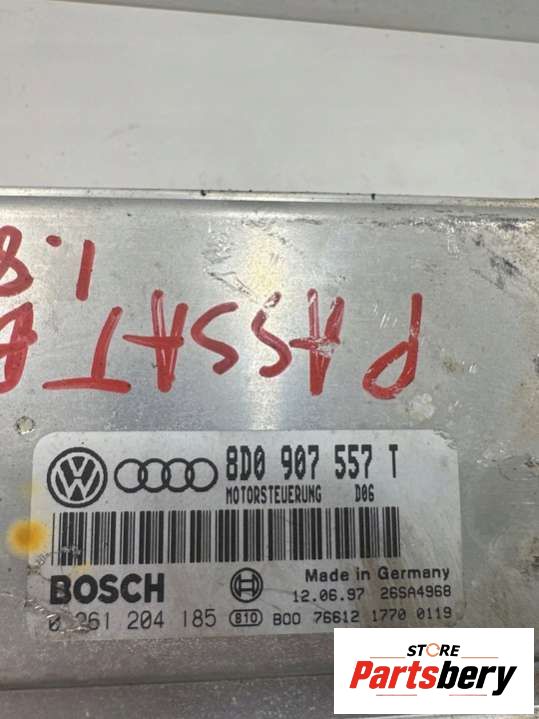 1.8
PASSAT
8D0 907 557 T
MOTORSTEUERUNG D06
BOSCH
Made in Germany
12.06.97 26SA4968
0 261 204 185 810 B00 76612 1770 0119
STORE
Partsbery